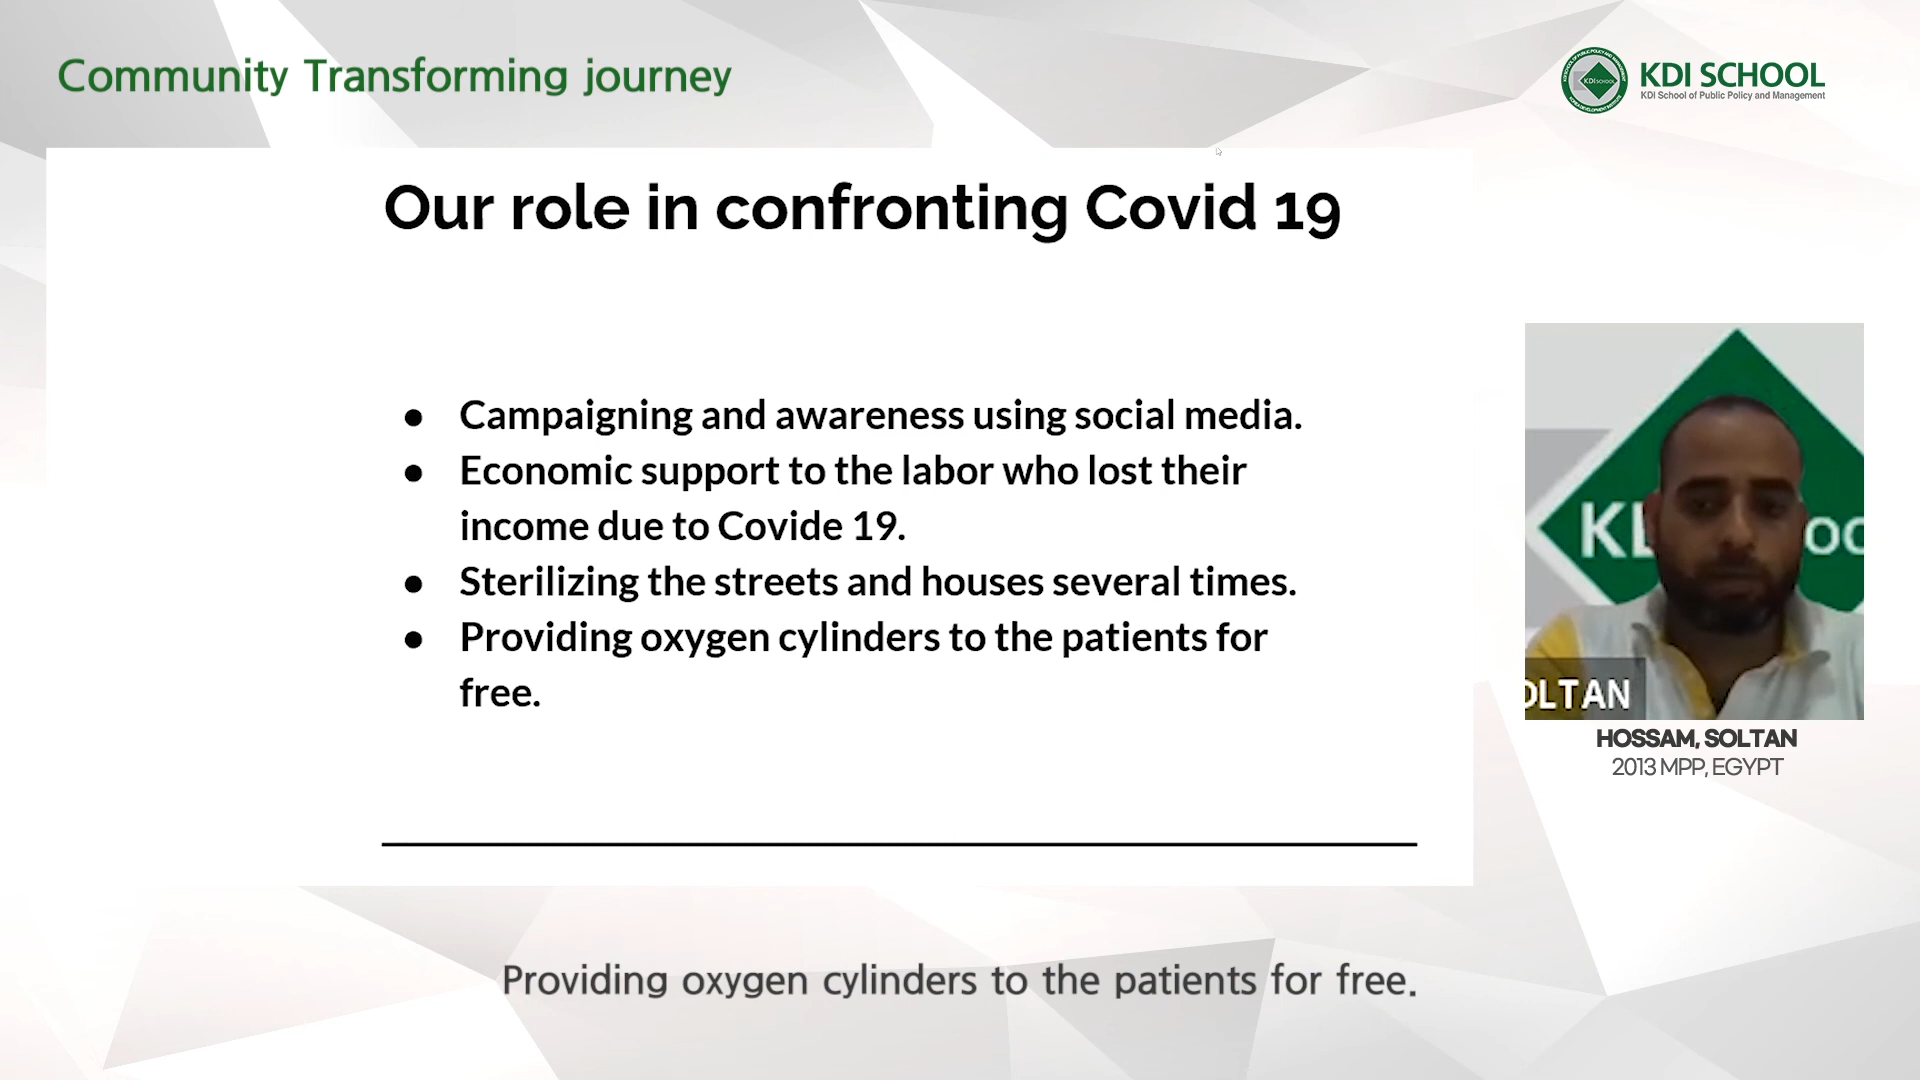 Community Transforming journey
KDI SCHOOL
KDI School of Public Policy and Management
Our role in confronting Covid 19
● Campaigning and awareness using social media.
● Economic support to the labor who lost their
income due to Covide 19.
● Sterilizing the streets and houses several times.
● Providing oxygen cylinders to the patients for
free.
OLTAN
HOSSAM, SOLTAN
2013 MPP, EGYPT
Providing oxygen cylinders to the patients for free.